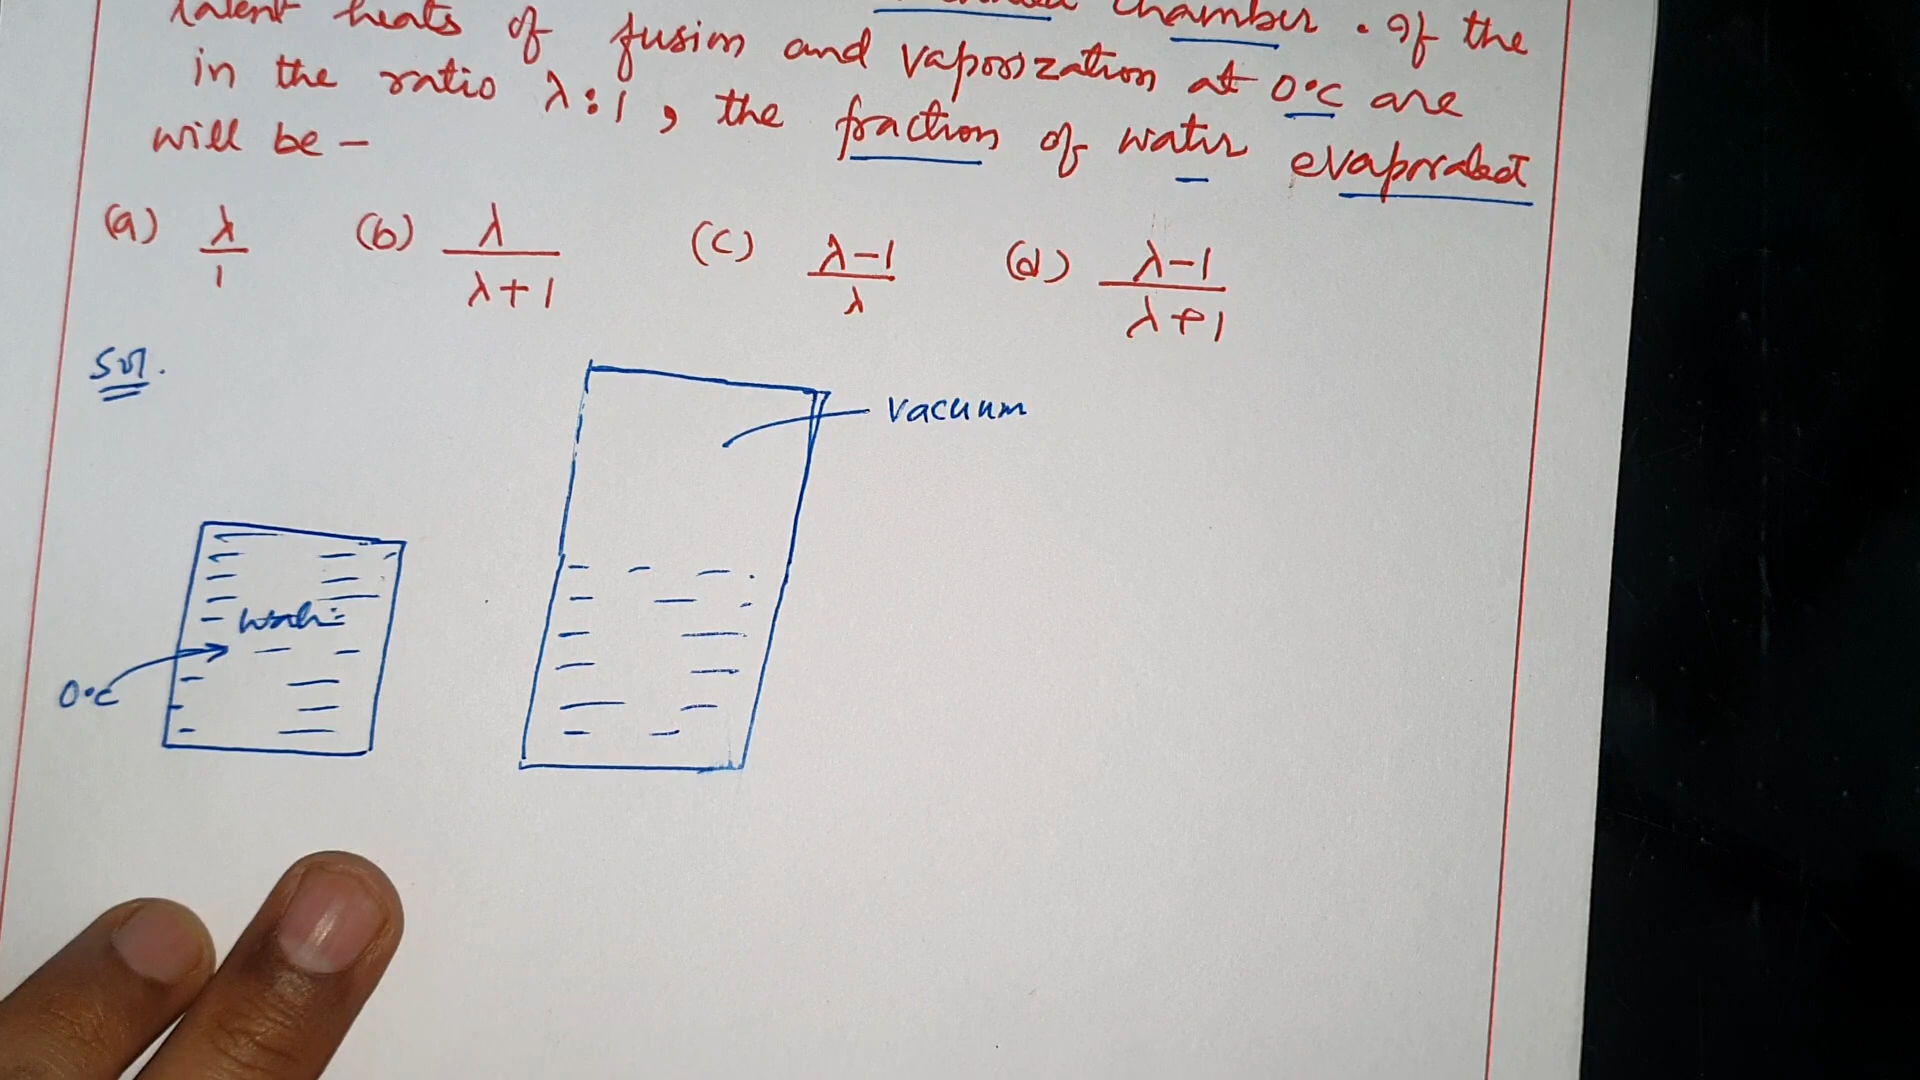 latent heats of fusion and vaporization at 0°C are
chamber. If the
in the ratio λ:1, the fraction of water evaporated
will be –
(a) λ/1 (b) λ/λ+1 (c) λ-1/λ (d) λ-1/λ+1
Sol.
Vacuum
0°C